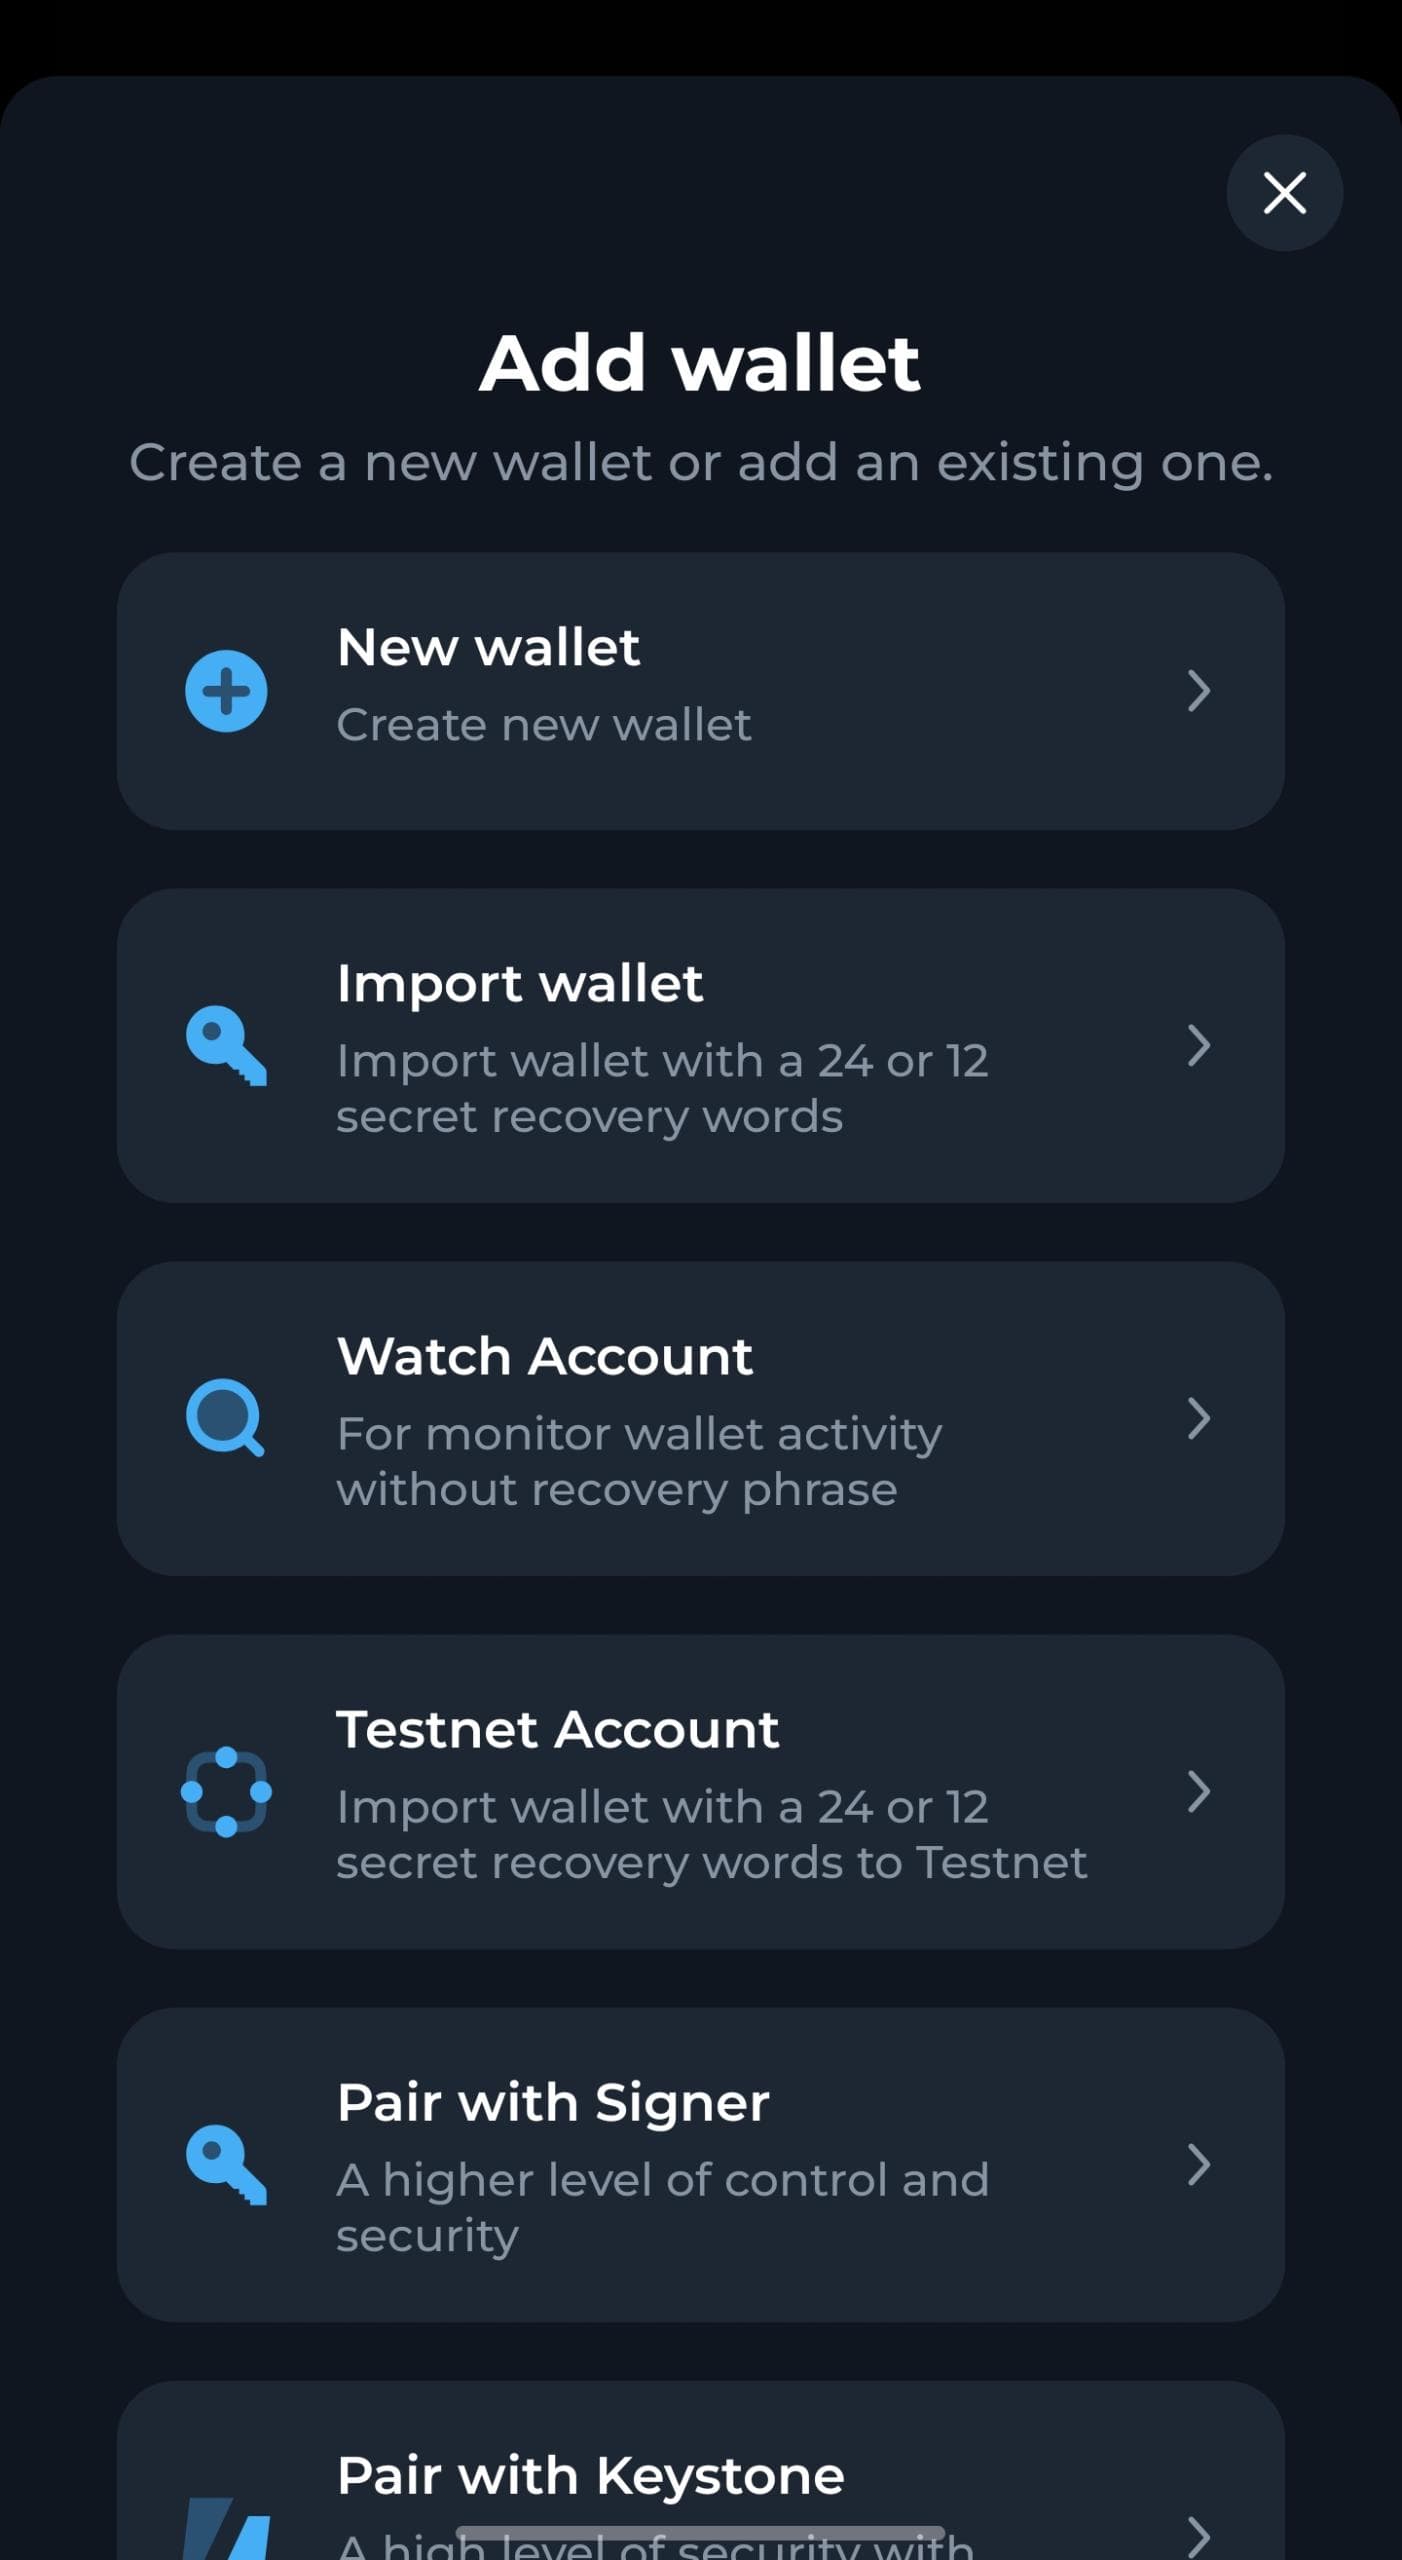 Add wallet
Create a new wallet or add an existing one.
New wallet
Create new wallet
Import wallet
Import wallet with a 24 or 12
secret recovery words
Watch Account
For monitor wallet activity
without recovery phrase
Testnet Account
Import wallet with a 24 or 12
secret recovery words to Testnet
Pair with Signer
A higher level of control and
security
Pair with Keystone
A high level of security with